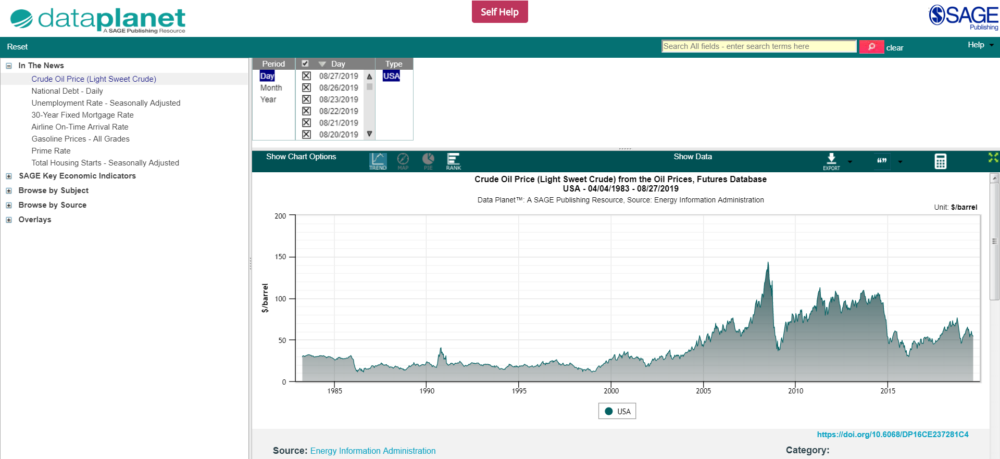 dataplanet
A SAGE Publishing Resource
Self Help
SAGE
Publishing
Reset
Search All fields - enter search terms here
clear
Help
In The News
Crude Oil Price (Light Sweet Crude)
National Debt - Daily
Unemployment Rate - Seasonally Adjusted
30-Year Fixed Mortgage Rate
Airline On-Time Arrival Rate
Gasoline Prices - All Grades
Prime Rate
Total Housing Starts - Seasonally Adjusted
SAGE Key Economic Indicators
Browse by Subject
Browse by Source
Overlays
Period
Day
Month
Year
Day
08/27/2019
08/26/2019
08/23/2019
08/22/2019
08/21/2019
08/20/2019
Type
USA
Show Chart Options
TREND
MAP
PIE
RANK
Show Data
EXPORT
Crude Oil Price (Light Sweet Crude) from the Oil Prices, Futures Database
USA - 04/04/1983 - 08/27/2019
Data Planet™: A SAGE Publishing Resource, Source: Energy Information Administration
Unit: $/barrel
$/barrel
200
150
100
50
0
1985 1990 1995 2000 2005 2010 2015
USA
https://doi.org/10.6068/DP16CE237281C4
Source: Energy Information Administration
Category: